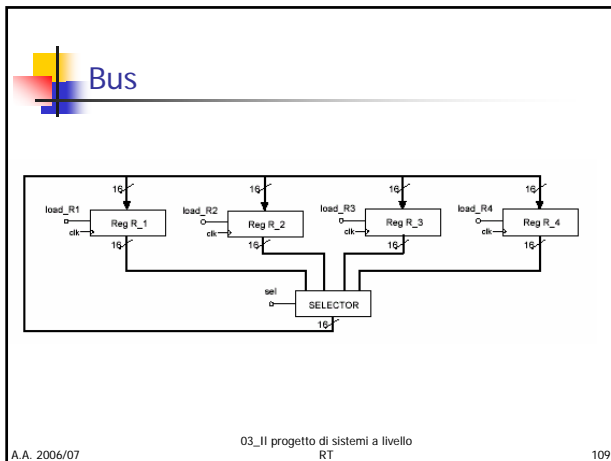 Bus
16 16 16 16
load_R1 load_R2 load_R3 load_R4
Reg R_1 Reg R_2 Reg R_3 Reg R_4
clk clk clk clk
16 16 16 16
sel
SELECTOR
16
03_Il progetto di sistemi a livello
A.A. 2006/07 RT 109